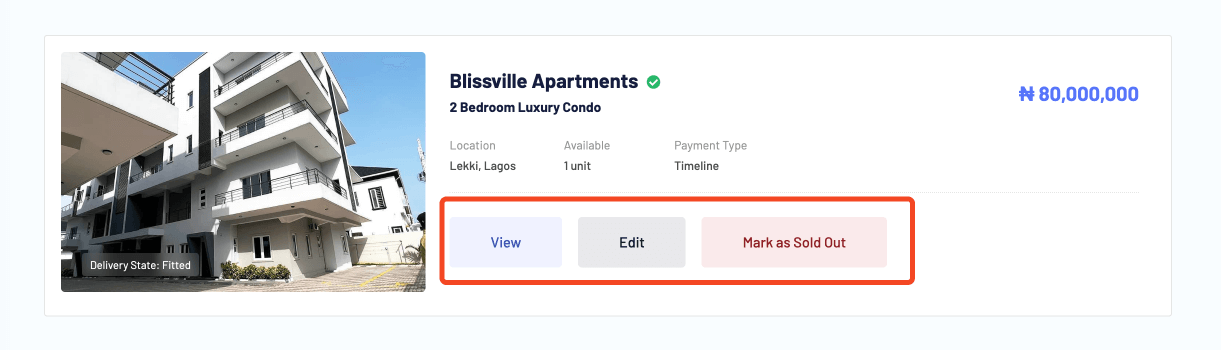 Blissville Apartments
2 Bedroom Luxury Condo
₦ 80,000,000
Location Available Payment Type
Lekki, Lagos 1 unit Timeline
View Edit Mark as Sold Out
Delivery State: Fitted